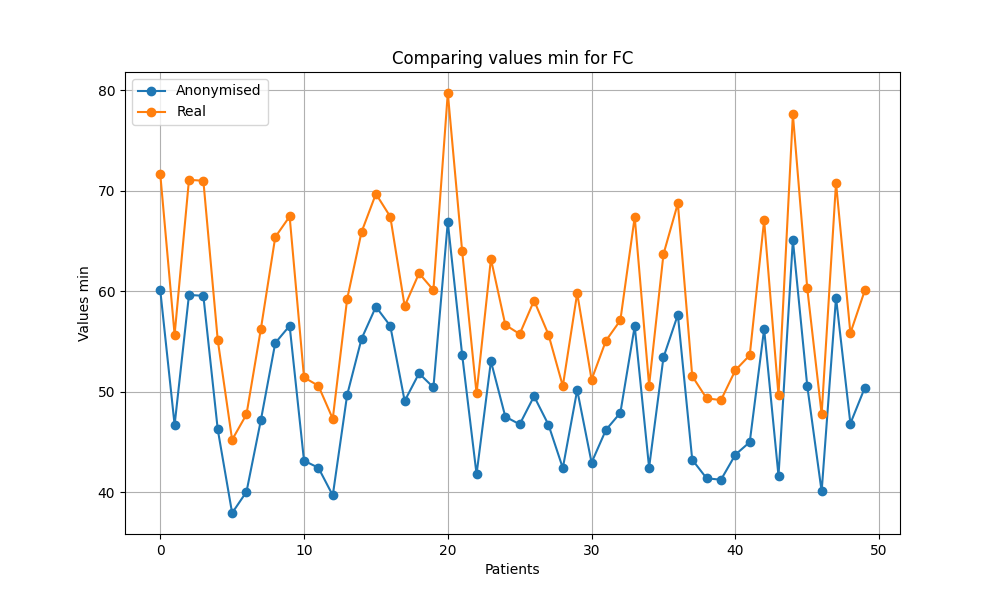 Comparing values min for FC
Anonymised
Real
80
70
60
50
40
Values min
0 10 20 30 40 50
Patients